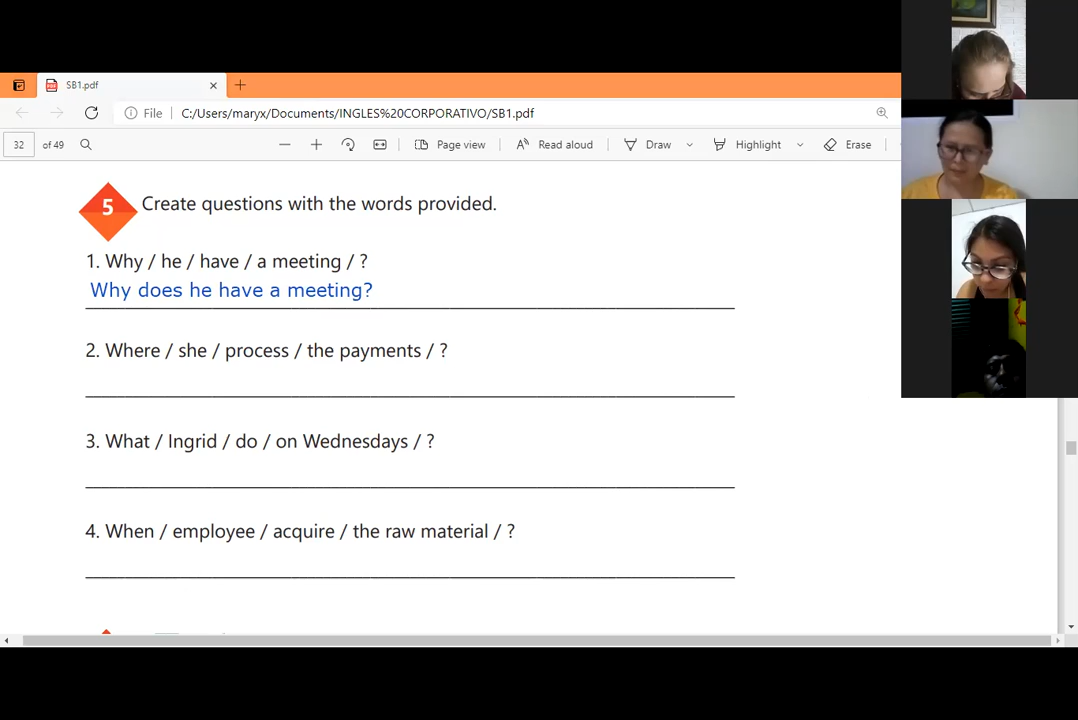 SB1.pdf
File C:/Users/maryx/Documents/INGLES%20CORPORATIVO/SB1.pdf
32 of 49 Page view Read aloud Draw Highlight Erase
5 Create questions with the words provided.
1. Why / he / have / a meeting / ?
Why does he have a meeting?
2. Where / she / process / the payments / ?
3. What / Ingrid / do / on Wednesdays / ?
4. When / employee / acquire / the raw material / ?